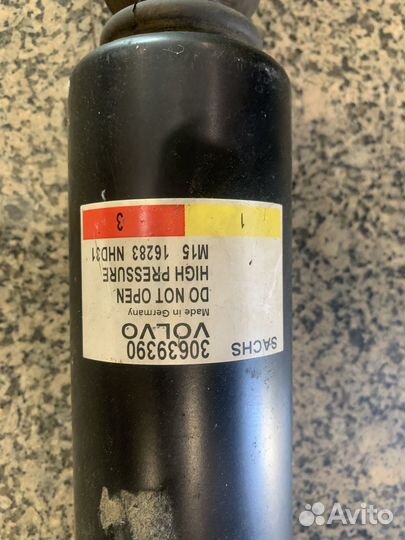 SACHS
30639390
VOLVO
Made in Germany
DO NOT OPEN
HIGH PRESSURE
M15 16283 NHD31
1 3
Avito